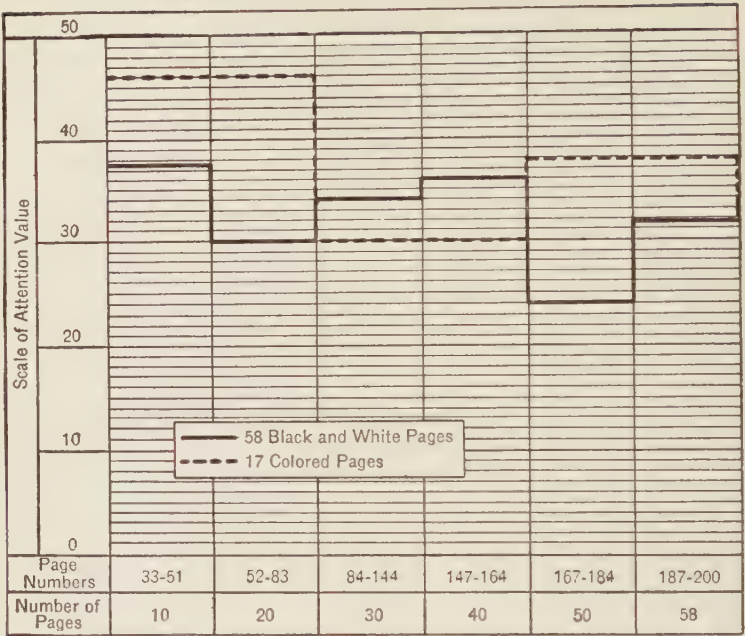 50
40
30
20
10
0
Scale of Attention Value
58 Black and White Pages
17 Colored Pages
Page Numbers 33-51 52-83 84-144 147-164 167-184 187-200
Number of Pages 10 20 30 40 50 58